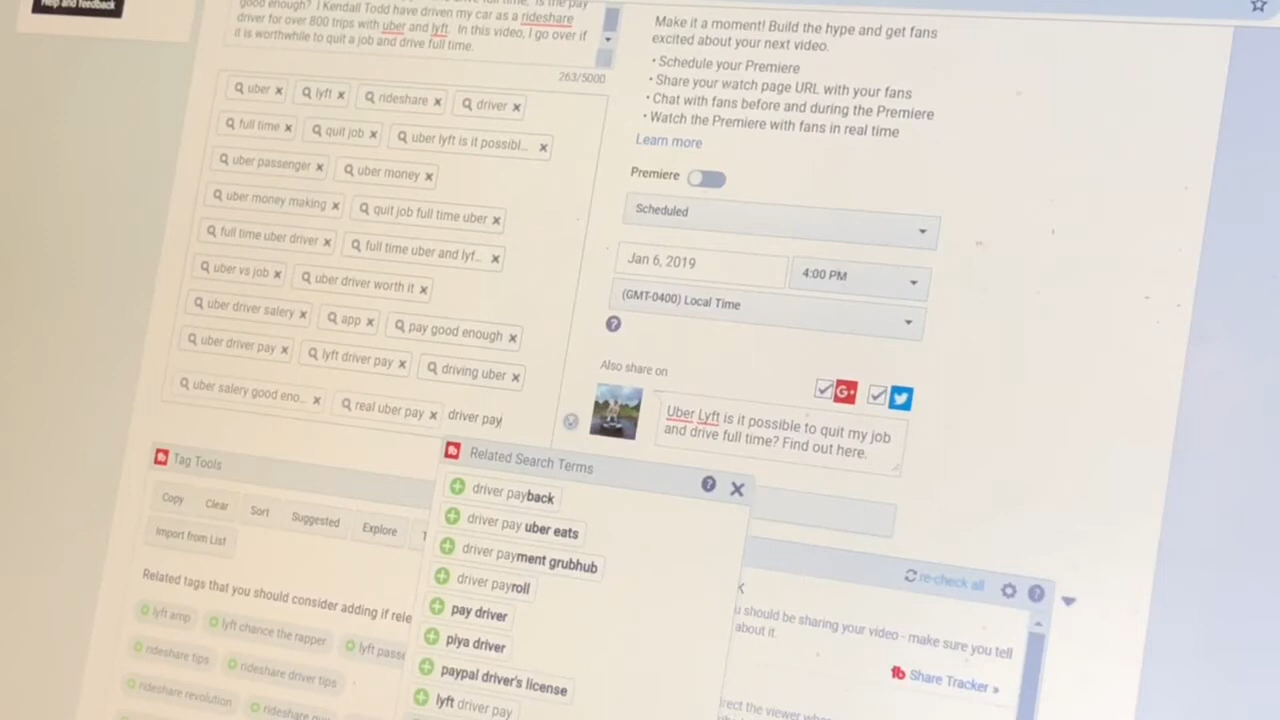 Help and feedback
good enough? I Kendall Todd have driven my car as a rideshare
driver for over 800 trips with uber and lyft. In this video, I go over if
it is worthwhile to quit a job and drive full time.
263/5000
uber × lyft × rideshare × driver ×
full time × quit job × uber lyft is it possibl... ×
uber passenger × uber money ×
uber money making × quit job full time uber ×
full time uber driver × full time uber and lyf... ×
uber vs job × uber driver worth it ×
uber driver salery × app × pay good enough ×
uber driver pay × lyft driver pay × driving uber ×
uber salery good eno... × real uber pay × driver pay
Tag Tools
Copy Clear Sort Suggested Explore
Import from List
Related tags that you should consider adding if rele
lyft amp lyft chance the rapper lyft passe
rideshare tips rideshare driver tips
rideshare revolution
Related Search Terms
driver payback
driver pay uber eats
driver payment grubhub
driver payroll
pay driver
plya driver
paypal driver's license
lyft driver pay
Make it a moment! Build the hype and get fans
excited about your next video.
• Schedule your Premiere
• Share your watch page URL with your fans
• Chat with fans before and during the Premiere
• Watch the Premiere with fans in real time
Learn more
Premiere
Scheduled
Jan 6, 2019 4:00 PM
(GMT-0400) Local Time
?
Also share on
G+
Uber Lyft is it possible to quit my job
and drive full time? Find out here.
re-check all
u should be sharing your video - make sure you tell
about it
Share Tracker »
irect the viewer